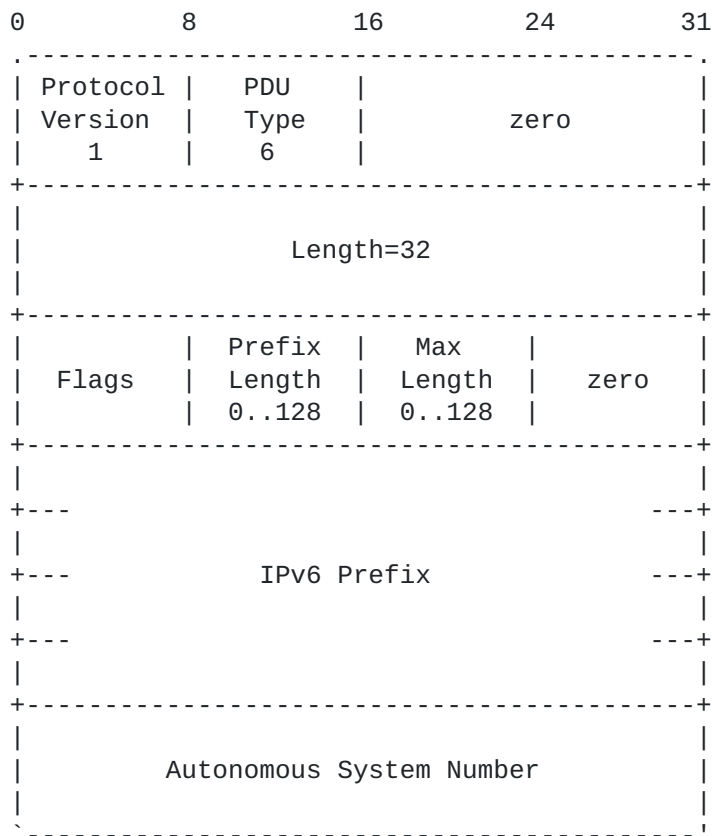 0          8          16         24        31
.-------------------------------------------.
| Protocol |   PDU    |                     |
| Version  |   Type   |         zero        |
|    1     |    6     |                     |
+-------------------------------------------+
|                                           |
|                 Length=32                 |
|                                           |
+-------------------------------------------+
|          |  Prefix  |   Max    |          |
|  Flags   |  Length  |  Length  |   zero   |
|          |  0..128  |  0..128  |          |
+-------------------------------------------+
|                                           |
+---                                     ---+
|                                           |
+---            IPv6 Prefix              ---+
|                                           |
+---                                     ---+
|                                           |
+-------------------------------------------+
|                                           |
|         Autonomous System Number          |
|                                           |
`-------------------------------------------'